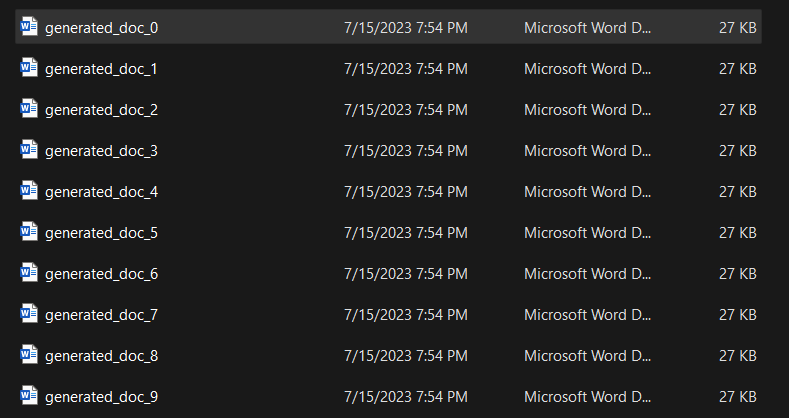 generated_doc_0 7/15/2023 7:54 PM Microsoft Word D... 27 KB
generated_doc_1 7/15/2023 7:54 PM Microsoft Word D... 27 KB
generated_doc_2 7/15/2023 7:54 PM Microsoft Word D... 27 KB
generated_doc_3 7/15/2023 7:54 PM Microsoft Word D... 27 KB
generated_doc_4 7/15/2023 7:54 PM Microsoft Word D... 27 KB
generated_doc_5 7/15/2023 7:54 PM Microsoft Word D... 27 KB
generated_doc_6 7/15/2023 7:54 PM Microsoft Word D... 27 KB
generated_doc_7 7/15/2023 7:54 PM Microsoft Word D... 27 KB
generated_doc_8 7/15/2023 7:54 PM Microsoft Word D... 27 KB
generated_doc_9 7/15/2023 7:54 PM Microsoft Word D... 27 KB